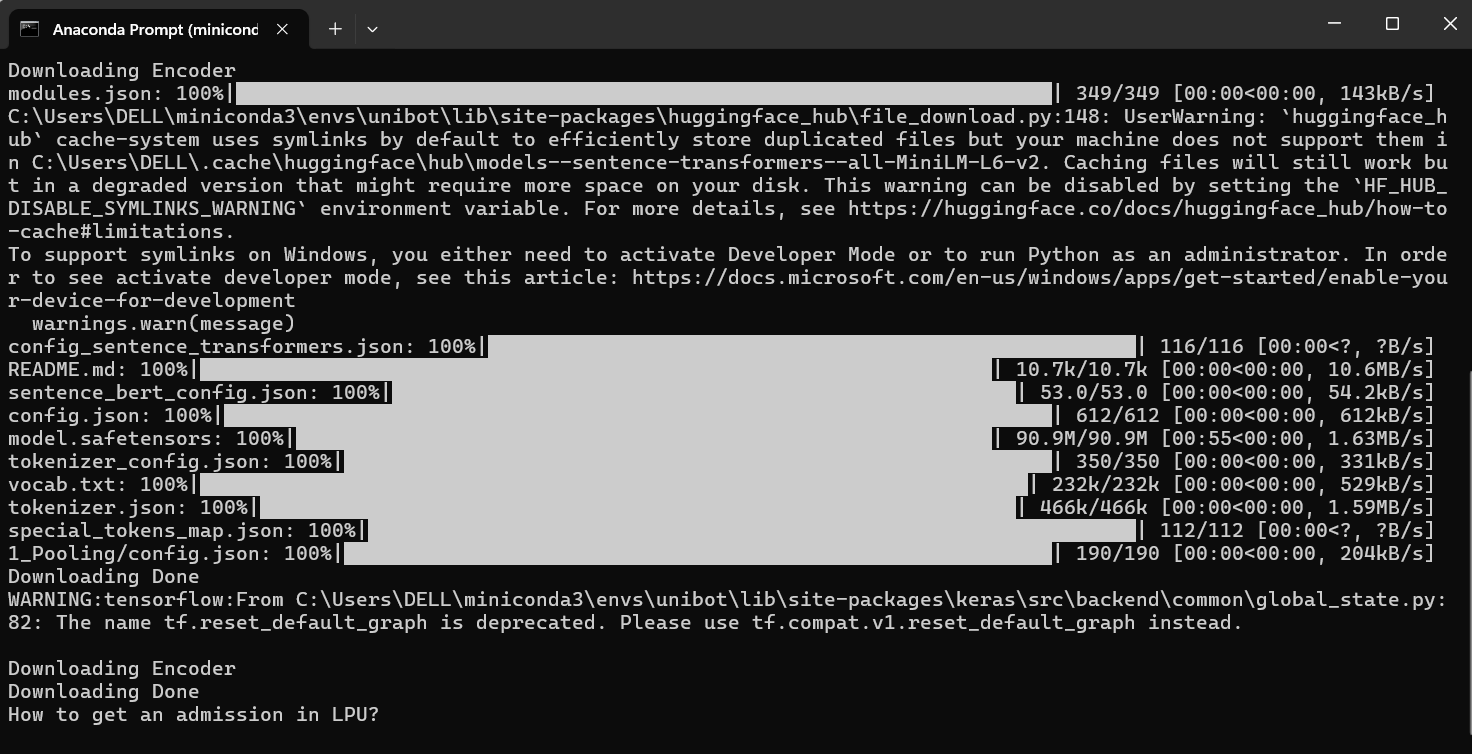 Anaconda Prompt (minicond
Downloading Encoder
modules.json: 100%| | 349/349 [00:00<00:00, 143kB/s]
C:\Users\DELL\miniconda3\envs\unibot\lib\site-packages\huggingface_hub\file_download.py:148: UserWarning: `huggingface_h
ub` cache-system uses symlinks by default to efficiently store duplicated files but your machine does not support them i
n C:\Users\DELL\.cache\huggingface\hub\models--sentence-transformers--all-MiniLM-L6-v2. Caching files will still work bu
t in a degraded version that might require more space on your disk. This warning can be disabled by setting the `HF_HUB_
DISABLE_SYMLINKS_WARNING` environment variable. For more details, see https://huggingface.co/docs/huggingface_hub/how-to
-cache#limitations.
To support symlinks on Windows, you either need to activate Developer Mode or to run Python as an administrator. In orde
r to see activate developer mode, see this article: https://docs.microsoft.com/en-us/windows/apps/get-started/enable-you
r-device-for-development
  warnings.warn(message)
config_sentence_transformers.json: 100%| | 116/116 [00:00<?, ?B/s]
README.md: 100%| | 10.7k/10.7k [00:00<00:00, 10.6MB/s]
sentence_bert_config.json: 100%| | 53.0/53.0 [00:00<00:00, 54.2kB/s]
config.json: 100%| | 612/612 [00:00<00:00, 612kB/s]
model.safetensors: 100%| | 90.9M/90.9M [00:55<00:00, 1.63MB/s]
tokenizer_config.json: 100%| | 350/350 [00:00<00:00, 331kB/s]
vocab.txt: 100%| | 232k/232k [00:00<00:00, 529kB/s]
tokenizer.json: 100%| | 466k/466k [00:00<00:00, 1.59MB/s]
special_tokens_map.json: 100%| | 112/112 [00:00<?, ?B/s]
1_Pooling/config.json: 100%| | 190/190 [00:00<00:00, 204kB/s]
Downloading Done
WARNING:tensorflow:From C:\Users\DELL\miniconda3\envs\unibot\lib\site-packages\keras\src\backend\common\global_state.py:
82: The name tf.reset_default_graph is deprecated. Please use tf.compat.v1.reset_default_graph instead.
Downloading Encoder
Downloading Done
How to get an admission in LPU?